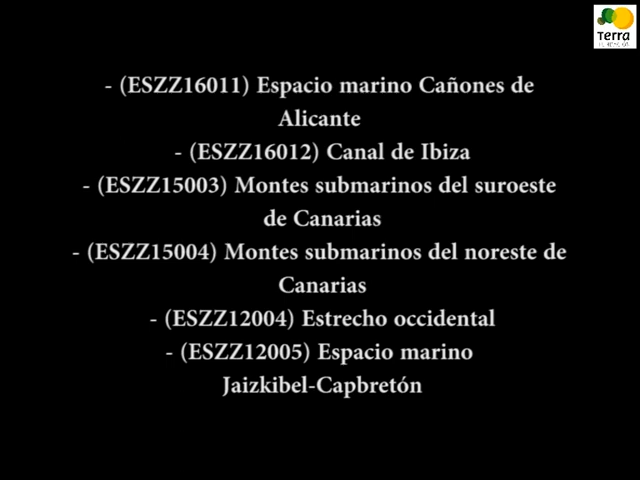 Terra
- (ESZZ16011) Espacio marino Cañones de
Alicante
- (ESZZ16012) Canal de Ibiza
- (ESZZ15003) Montes submarinos del suroeste
de Canarias
- (ESZZ15004) Montes submarinos del noreste de
Canarias
- (ESZZ12004) Estrecho occidental
- (ESZZ12005) Espacio marino
Jaizkibel-Capbretón